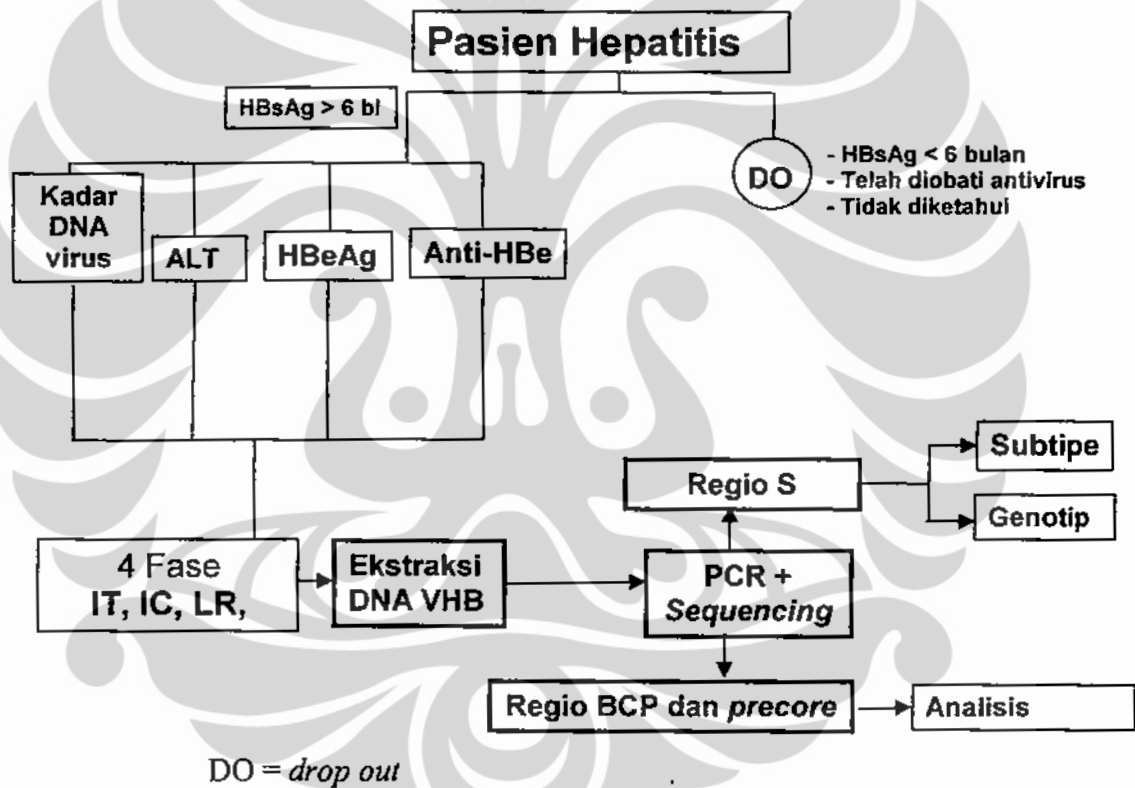 Pasien Hepatitis
HBsAg > 6 bl
DO
- HBsAg < 6 bulan
- Telah diobati antivirus
- Tidak diketahui
Kadar
DNA
virus
ALT
HBeAg
Anti-HBe
4 Fase
IT, IC, LR,
Ekstraksi
DNA VHB
PCR +
Sequencing
Regio S
Subtipe
Genotip
Regio BCP dan precore
Analisis
DO = drop out